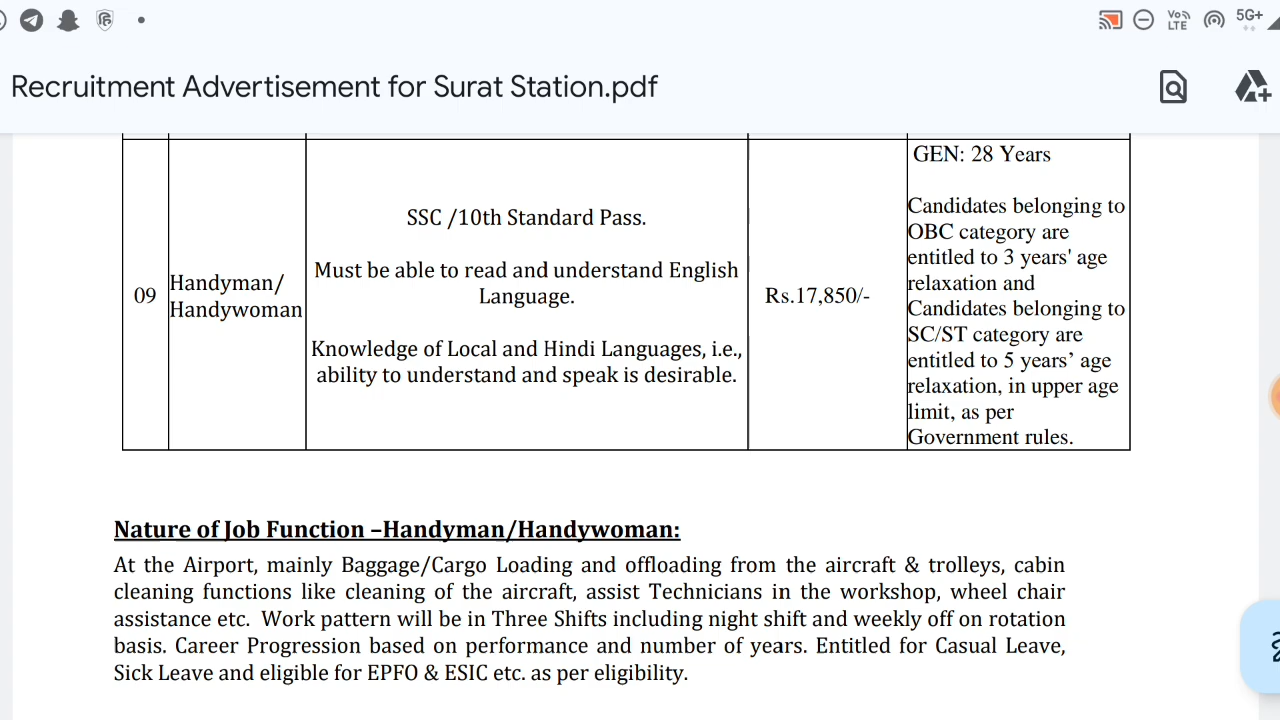 Vo))
LTE
5G+
Recruitment Advertisement for Surat Station.pdf
GEN: 28 Years
SSC /10th Standard Pass.
Candidates belonging to
OBC category are
Must be able to read and understand English
entitled to 3 years' age
Handyman/
relaxation and
09
Language.
Rs.17,850/-
Handywoman
Candidates belonging to
SC/ST category are
Knowledge of Local and Hindi Languages, i.e.,
entitled to 5 years’ age
ability to understand and speak is desirable.
relaxation, in upper age
limit, as per
Government rules.
Nature of Job Function –Handyman/Handywoman:
At the Airport, mainly Baggage/Cargo Loading and offloading from the aircraft & trolleys, cabin
cleaning functions like cleaning of the aircraft, assist Technicians in the workshop, wheel chair
assistance etc. Work pattern will be in Three Shifts including night shift and weekly off on rotation
basis. Career Progression based on performance and number of years. Entitled for Casual Leave,
Sick Leave and eligible for EPFO & ESIC etc. as per eligibility.